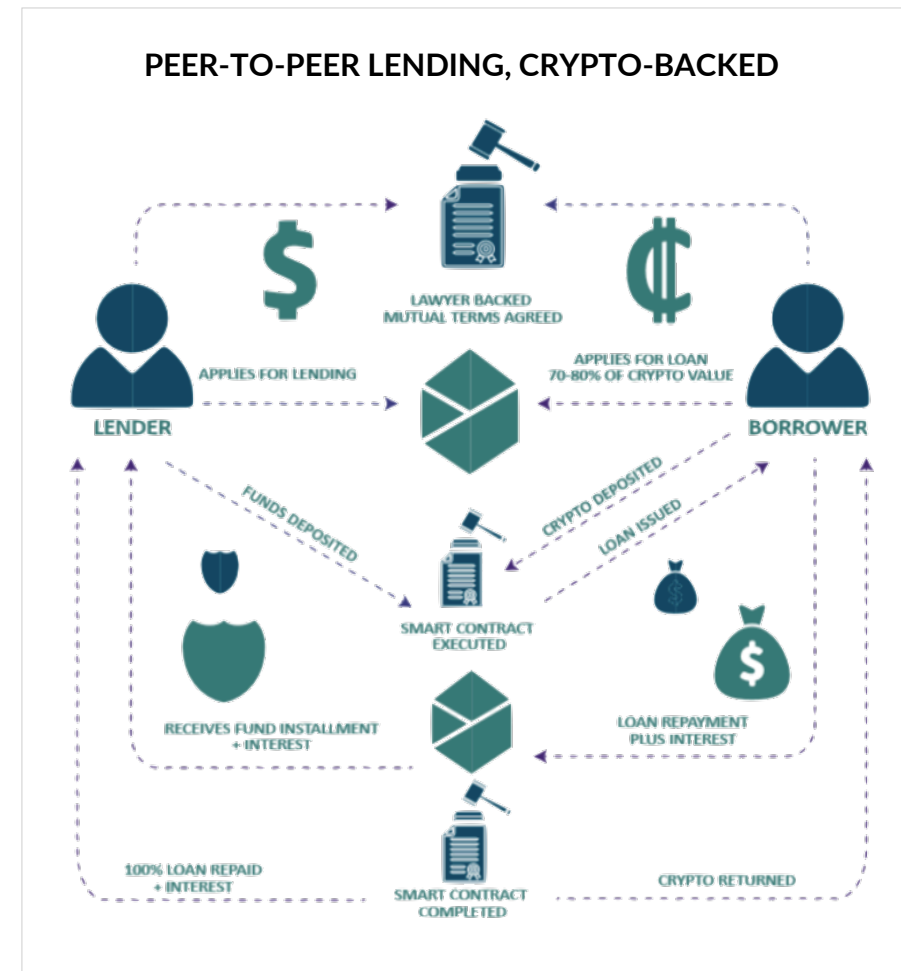 PEER-TO-PEER LENDING, CRYPTO-BACKED
$
₵
LAWYER BACKED
MUTUAL TERMS AGREED
APPLIES FOR LENDING
APPLIES FOR LOAN
70-80% OF CRYPTO VALUE
LENDER
BORROWER
FUNDS DEPOSITED
CRYPTO DEPOSITED
LOAN ISSUED
$
SMART CONTRACT
EXECUTED
$
RECEIVES FUND INSTALLMENT
+ INTEREST
LOAN REPAYMENT
PLUS INTEREST
100% LOAN REPAID
+ INTEREST
SMART CONTRACT
COMPLETED
CRYPTO RETURNED